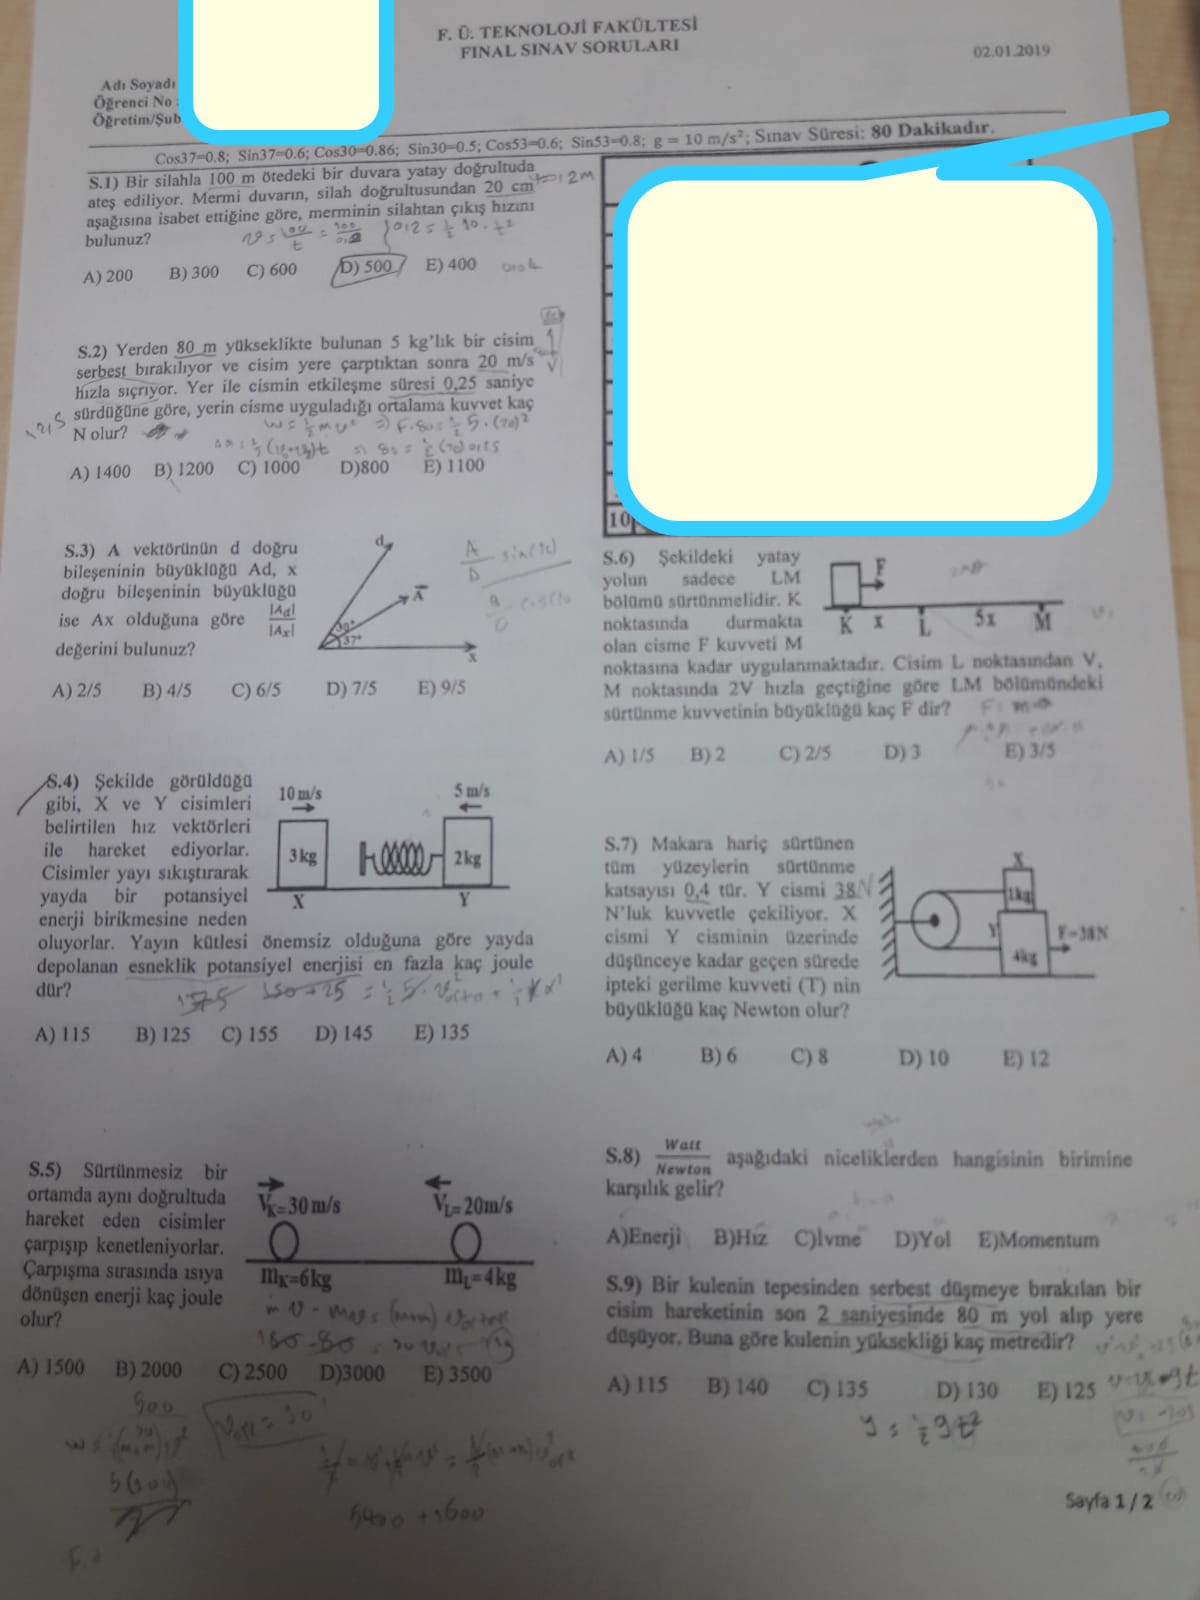 F. Ü. TEKNOLOJİ FAKÜLTESİ
FINAL SINAV SORULARI
02.01.2019
Adı Soyadı
Öğrenci No :
Öğretim/Şub
Cos37=0.8; Sin37=0.6; Cos30=0.86; Sin30=0.5; Cos53=0.6; Sin53=0.8; g = 10 m/s²; Sınav Süresi: 80 Dakikadır.
S.1) Bir silahla 100 m ötedeki bir duvara yatay doğrultuda
ateş ediliyor. Mermi duvarın, silah doğrultusundan 20 cm
aşağısına isabet ettiğine göre, merminin silahtan çıkış hızını
bulunuz?
A) 200 B) 300 C) 600 D) 500 E) 400
S.2) Yerden 80 m yükseklikte bulunan 5 kg'lık bir cisim
serbest bırakılıyor ve cisim yere çarptıktan sonra 20 m/s
hızla sıçrıyor. Yer ile cismin etkileşme süresi 0,25 saniye
sürdüğüne göre, yerin cisme uyguladığı ortalama kuvvet kaç
N olur?
A) 1400 B) 1200 C) 1000 D)800 E) 1100
S.3) A vektörünün d doğru
bileşeninin büyüklüğü Ad, x
doğru bileşeninin büyüklüğü
ise Ax olduğuna göre |Ad| / |Ax|
değerini bulunuz?
d
A
30°
37°
x
A) 2/5 B) 4/5 C) 6/5 D) 7/5 E) 9/5
S.4) Şekilde görüldüğü
gibi, X ve Y cisimleri
belirtilen hız vektörleri
ile hareket ediyorlar.
Cisimler yayı sıkıştırarak
yayda bir potansiyel
enerji birikmesine neden
oluyorlar. Yayın kütlesi önemsiz olduğuna göre yayda
depolanan esneklik potansiyel enerjisi en fazla kaç joule
dür?
10 m/s 5 m/s
3 kg 2 kg
X Y
A) 115 B) 125 C) 155 D) 145 E) 135
S.5) Sürtünmesiz bir
ortamda aynı doğrultuda
hareket eden cisimler
çarpışıp kenetleniyorlar.
Çarpışma sırasında ısıya
dönüşen enerji kaç joule
olur?
VK=30 m/s VL=20m/s
mK=6kg mL=4kg
A) 1500 B) 2000 C) 2500 D)3000 E) 3500
10
S.6) Şekildeki yatay
yolun sadece LM
bölümü sürtünmelidir. K
noktasında durmakta
olan cisme F kuvveti M
noktasına kadar uygulanmaktadır. Cisim L noktasından V,
M noktasında 2V hızla geçtiğine göre LM bölümündeki
sürtünme kuvvetinin büyüklüğü kaç F dir?
F
K x L 5x M
A) 1/5 B) 2 C) 2/5 D) 3 E) 3/5
S.7) Makara hariç sürtünen
tüm yüzeylerin sürtünme
katsayısı 0,4 tür. Y cismi 38
N'luk kuvvetle çekiliyor. X
cismi Y cisminin üzerinde
düşünceye kadar geçen sürede
ipteki gerilme kuvveti (T) nin
büyüklüğü kaç Newton olur?
X
1kg
Y
4kg
F=38N
A) 4 B) 6 C) 8 D) 10 E) 12
S.8) Watt / Newton aşağıdaki niceliklerden hangisinin birimine
karşılık gelir?
A)Enerji B)Hız C)İvme D)Yol E)Momentum
S.9) Bir kulenin tepesinden serbest düşmeye bırakılan bir
cisim hareketinin son 2 saniyesinde 80 m yol alıp yere
düşüyor. Buna göre kulenin yüksekliği kaç metredir?
A) 115 B) 140 C) 135 D) 130 E) 125
y = ½ g t²
Sayfa 1 / 2